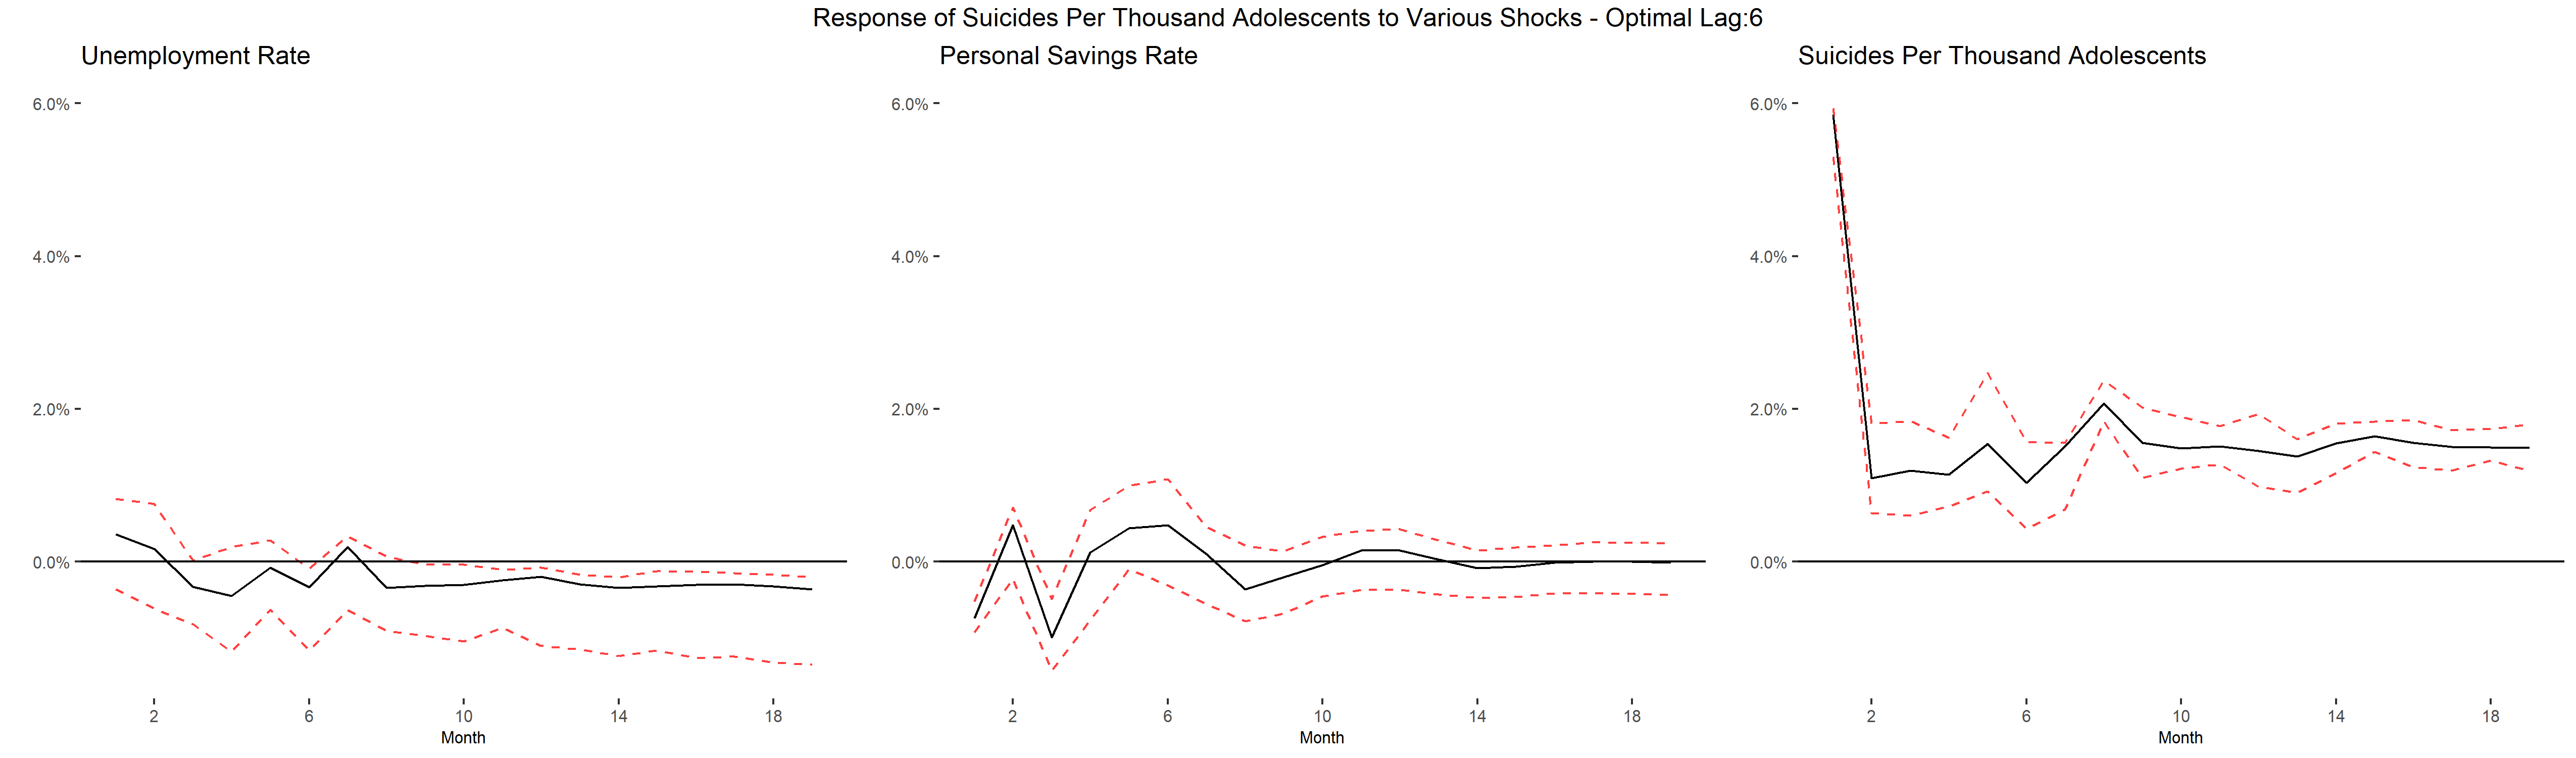 Response of Suicides Per Thousand Adolescents to Various Shocks - Optimal Lag:6
Unemployment Rate
6.0%
4.0%
2.0%
0.0%
2 6 10 14 18
Month
Personal Savings Rate
6.0%
4.0%
2.0%
0.0%
2 6 10 14 18
Month
Suicides Per Thousand Adolescents
6.0%
4.0%
2.0%
0.0%
2 6 10 14 18
Month